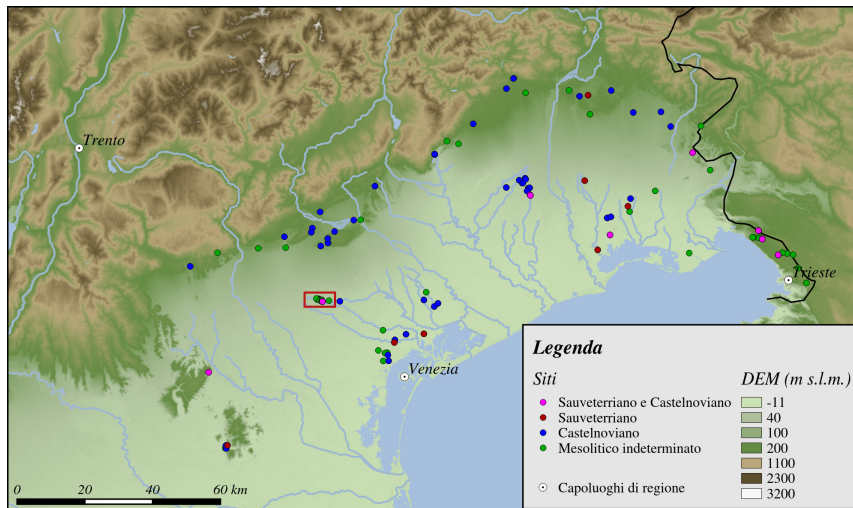 Trento
Trieste
Venezia
Legenda
Siti
Sauveterriano e Castelnoviano
Sauveterriano
Castelnoviano
Mesolitico indeterminato
Capoluoghi di regione
DEM (m s.l.m.)
-11
40
100
200
1100
2300
3200
0 20 40 60 km